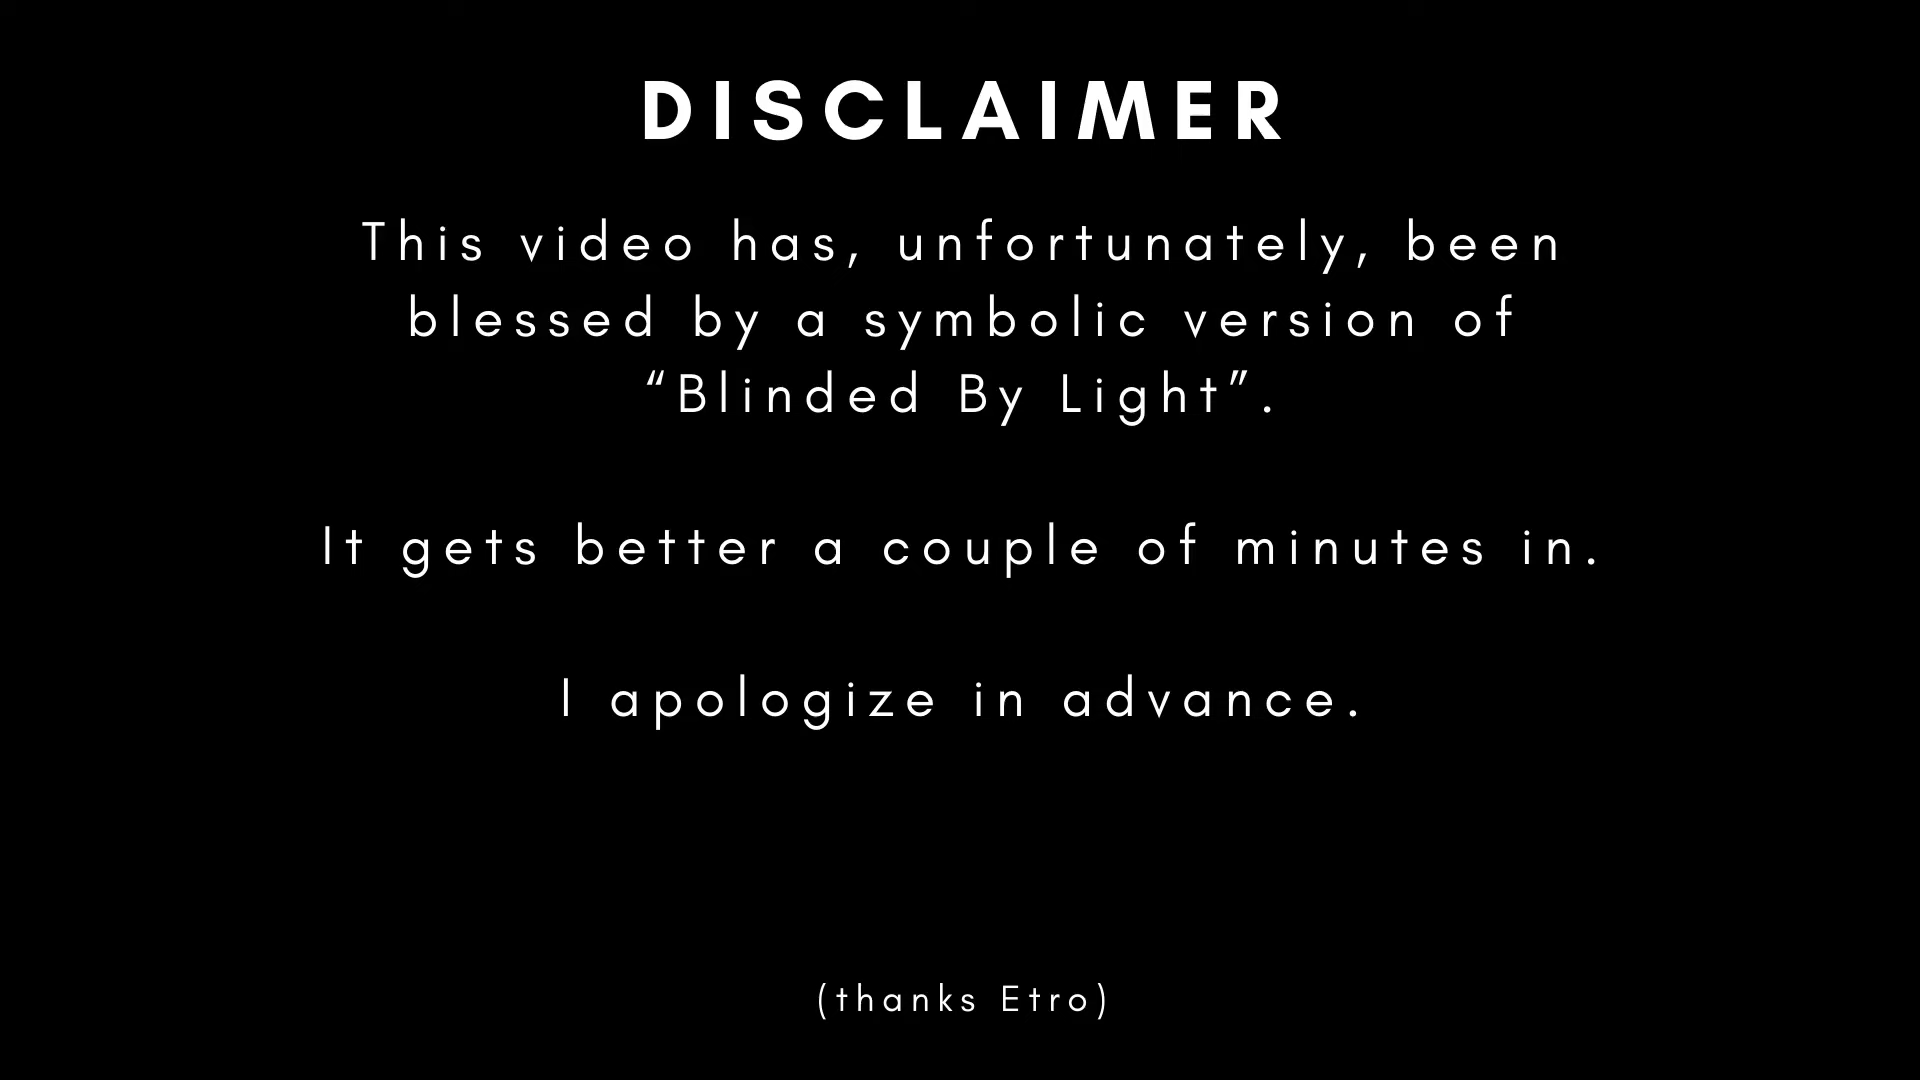 DISCLAIMER
This video has, unfortunately, been
blessed by a symbolic version of
“Blinded By Light”.
It gets better a couple of minutes in.
I apologize in advance.
(thanks Etro)